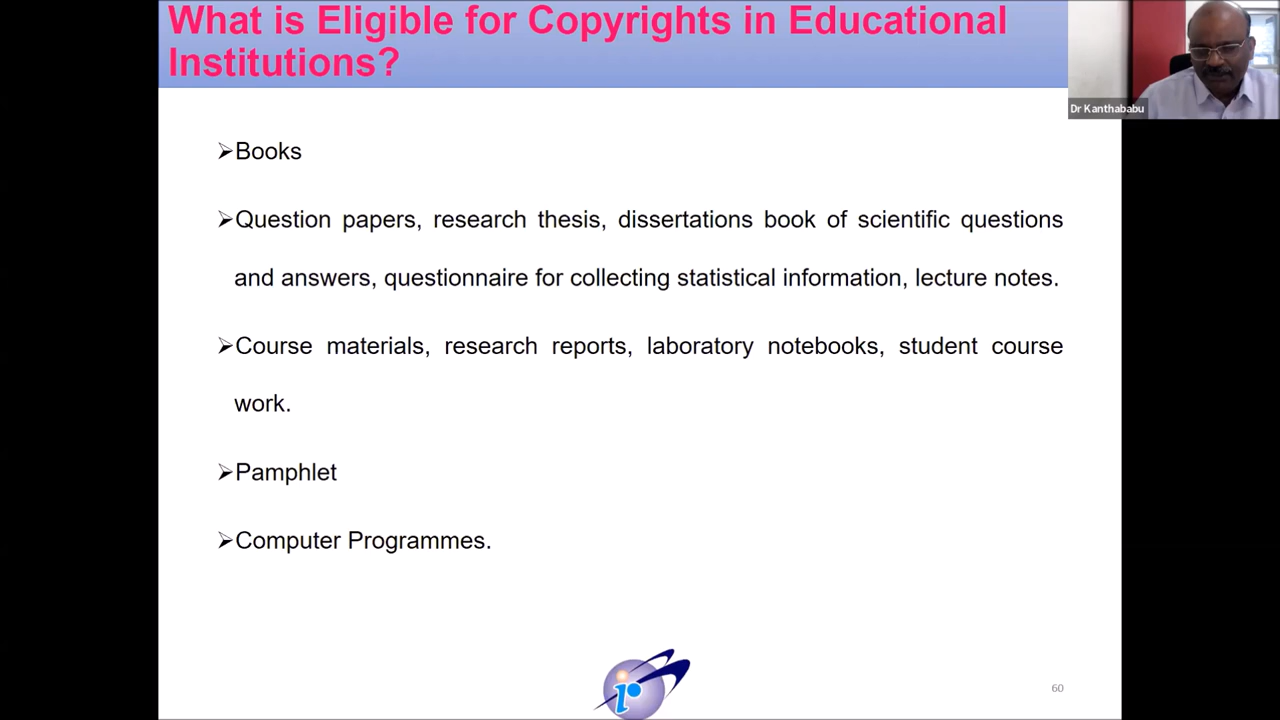 What is Eligible for Copyrights in Educational
Institutions?
Dr Kanthababu
➢Books
➢Question papers, research thesis, dissertations book of scientific questions
and answers, questionnaire for collecting statistical information, lecture notes.
➢Course materials, research reports, laboratory notebooks, student course
work.
➢Pamphlet
➢Computer Programmes.
r
60